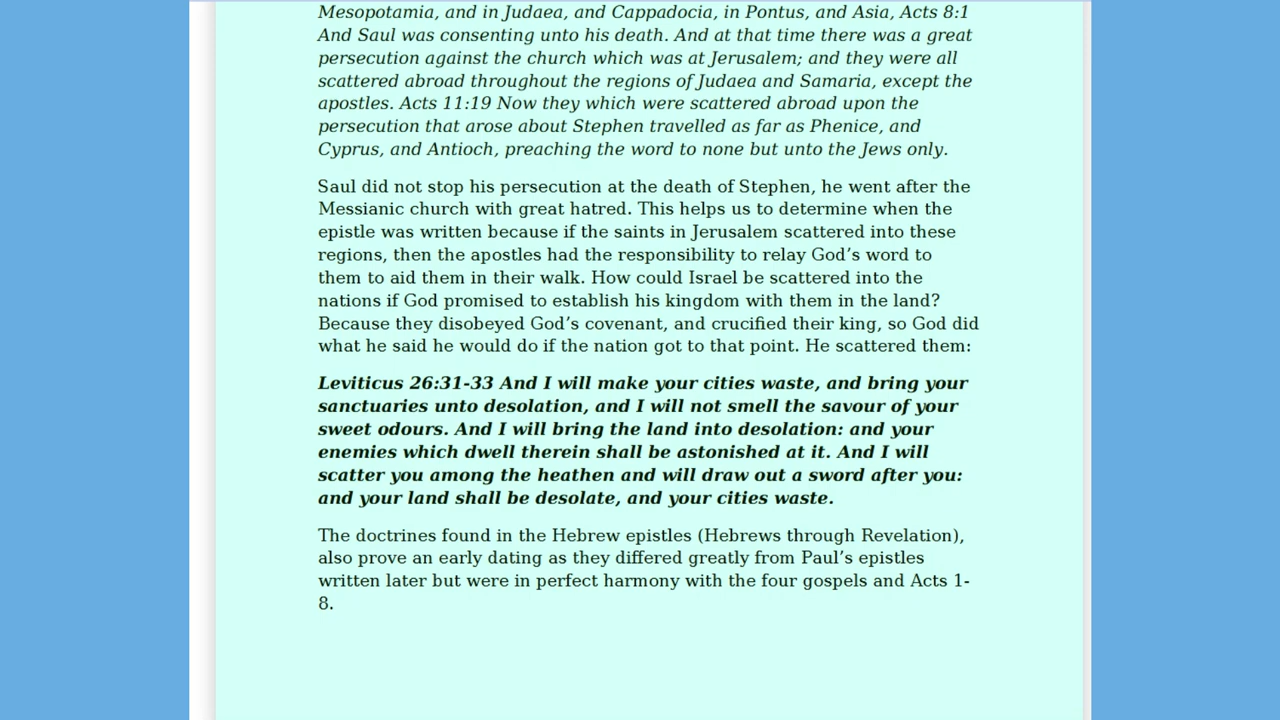 Mesopotamia, and in Judaea, and Cappadocia, in Pontus, and Asia, Acts 8:1
And Saul was consenting unto his death. And at that time there was a great
persecution against the church which was at Jerusalem; and they were all
scattered abroad throughout the regions of Judaea and Samaria, except the
apostles. Acts 11:19 Now they which were scattered abroad upon the
persecution that arose about Stephen travelled as far as Phenice, and
Cyprus, and Antioch, preaching the word to none but unto the Jews only.
Saul did not stop his persecution at the death of Stephen, he went after the
Messianic church with great hatred. This helps us to determine when the
epistle was written because if the saints in Jerusalem scattered into these
regions, then the apostles had the responsibility to relay God’s word to
them to aid them in their walk. How could Israel be scattered into the
nations if God promised to establish his kingdom with them in the land?
Because they disobeyed God’s covenant, and crucified their king, so God did
what he said he would do if the nation got to that point. He scattered them:
Leviticus 26:31-33 And I will make your cities waste, and bring your
sanctuaries unto desolation, and I will not smell the savour of your
sweet odours. And I will bring the land into desolation: and your
enemies which dwell therein shall be astonished at it. And I will
scatter you among the heathen and will draw out a sword after you:
and your land shall be desolate, and your cities waste.
The doctrines found in the Hebrew epistles (Hebrews through Revelation),
also prove an early dating as they differed greatly from Paul’s epistles
written later but were in perfect harmony with the four gospels and Acts 1-
8.